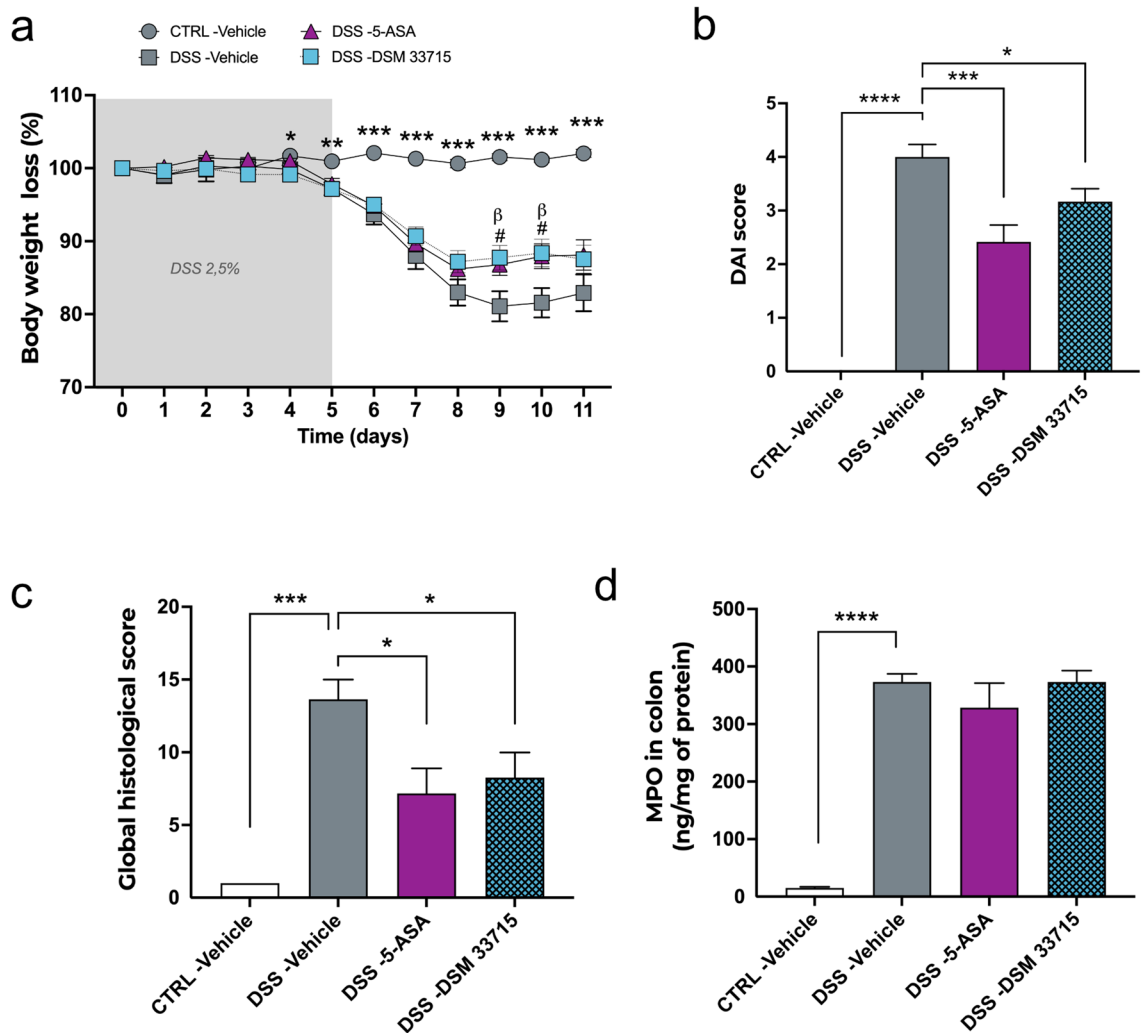 a
CTRL -Vehicle
DSS -5-ASA
DSS -Vehicle
DSS -DSM 33715
Body weight loss (%)
110
100
90
80
70
* ** *** *** *** *** *** ***
β β
# #
DSS 2,5%
0 1 2 3 4 5 6 7 8 9 10 11
Time (days)
b
DAI score
5
4
3
2
1
0
*
***
****
CTRL -Vehicle
DSS -Vehicle
DSS -5-ASA
DSS -DSM 33715
c
Global histological score
20
15
10
5
0
*** *
*
CTRL -Vehicle
DSS -Vehicle
DSS -5-ASA
DSS -DSM 33715
d
MPO in colon
(ng/mg of protein)
500
400
300
200
100
0
****
CTRL -Vehicle
DSS -Vehicle
DSS -5-ASA
DSS -DSM 33715